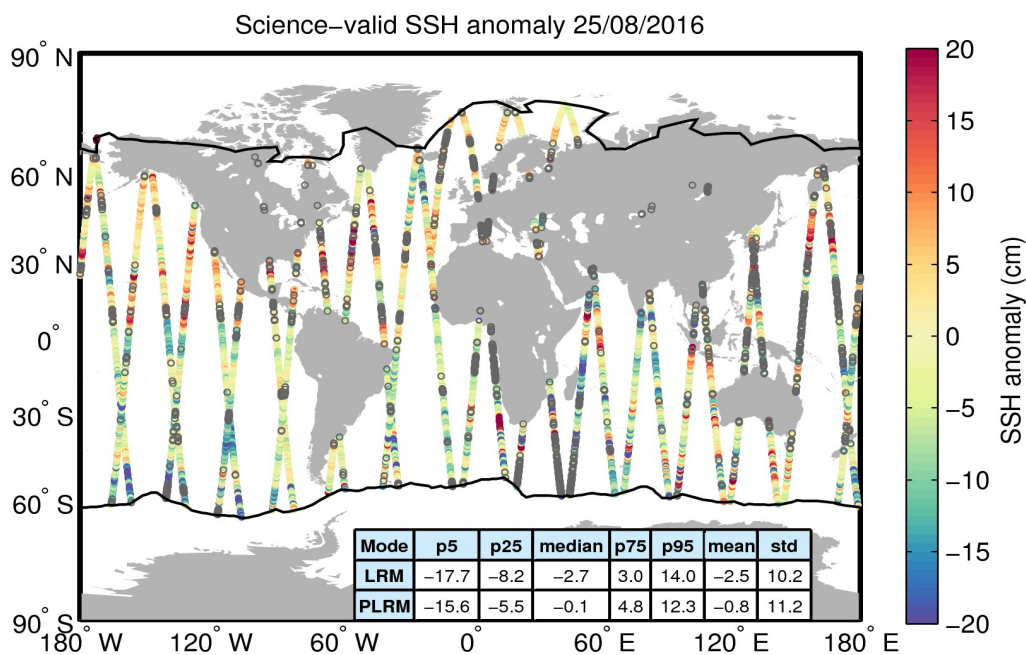 Science−valid SSH anomaly 25/08/2016
90° N
60° N
30° N
0°
30° S
60° S
90° S
180° W
120° W
60° W
0°
60° E
120° E
180° E
Mode p5 p25 median p75 p95 mean std
LRM −17.7 −8.2 −2.7 3.0 14.0 −2.5 10.2
PLRM −15.6 −5.5 −0.1 4.8 12.3 −0.8 11.2
20
15
10
5
0
−5
−10
−15
−20
SSH anomaly (cm)